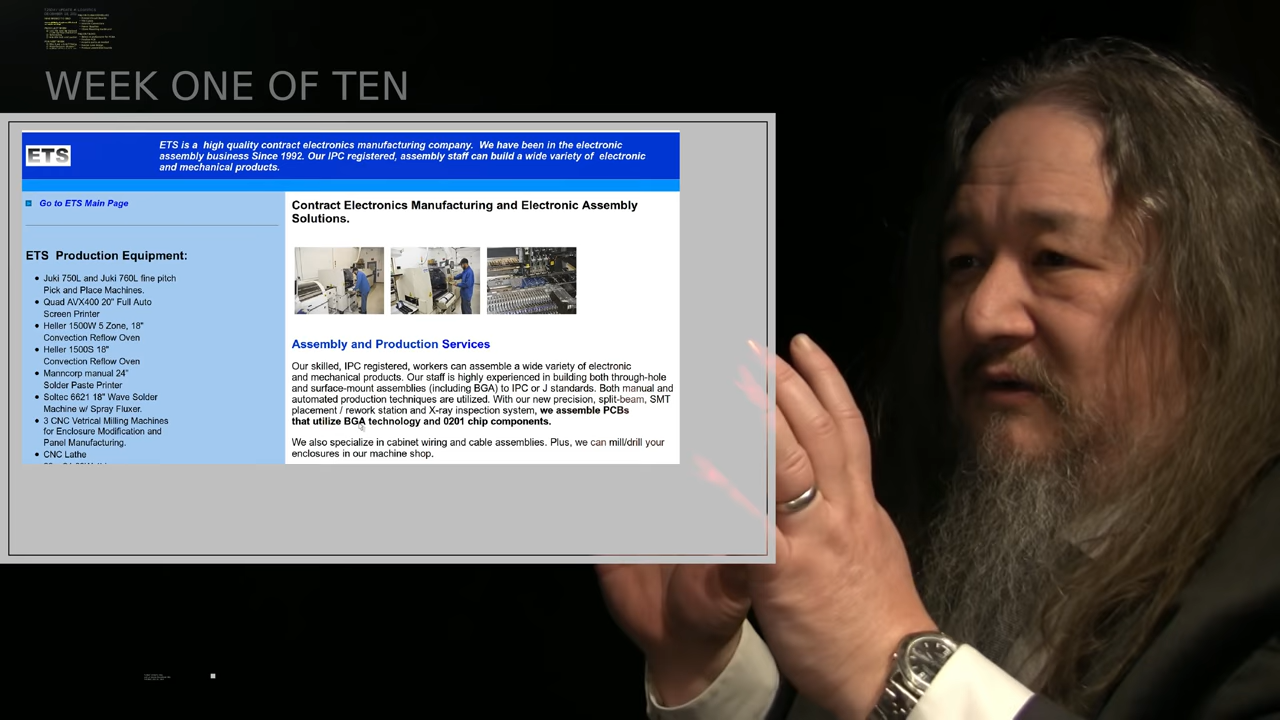 WEEK ONE OF TEN
ETS
ETS is a high quality contract electronics manufacturing company. We have been in the electronic
assembly business Since 1992. Our IPC registered, assembly staff can build a wide variety of electronic
and mechanical products.
Go to ETS Main Page
ETS Production Equipment:
Juki 750L and Juki 760L fine pitch
Pick and Place Machines.
Quad AVX400 20" Full Auto
Screen Printer
Heller 1500W 5 Zone, 18"
Convection Reflow Oven
Heller 1500S 18"
Convection Reflow Oven
Manncorp manual 24"
Solder Paste Printer
Soltec 6621 18" Wave Solder
Machine w/ Spray Fluxer.
3 CNC Vetrical Milling Machines
for Enclosure Modification and
Panel Manufacturing.
CNC Lathe
Contract Electronics Manufacturing and Electronic Assembly
Solutions.
Assembly and Production Services
Our skilled, IPC registered, workers can assemble a wide variety of electronic
and mechanical products. Our staff is highly experienced in building both through-hole
and surface-mount assemblies (including BGA) to IPC or J standards. Both manual and
automated production techniques are utilized. With our new precision, split-beam, SMT
placement / rework station and X-ray inspection system, we assemble PCBs
that utilize BGA technology and 0201 chip components.
We also specialize in cabinet wiring and cable assemblies. Plus, we can mill/drill your
enclosures in our machine shop.